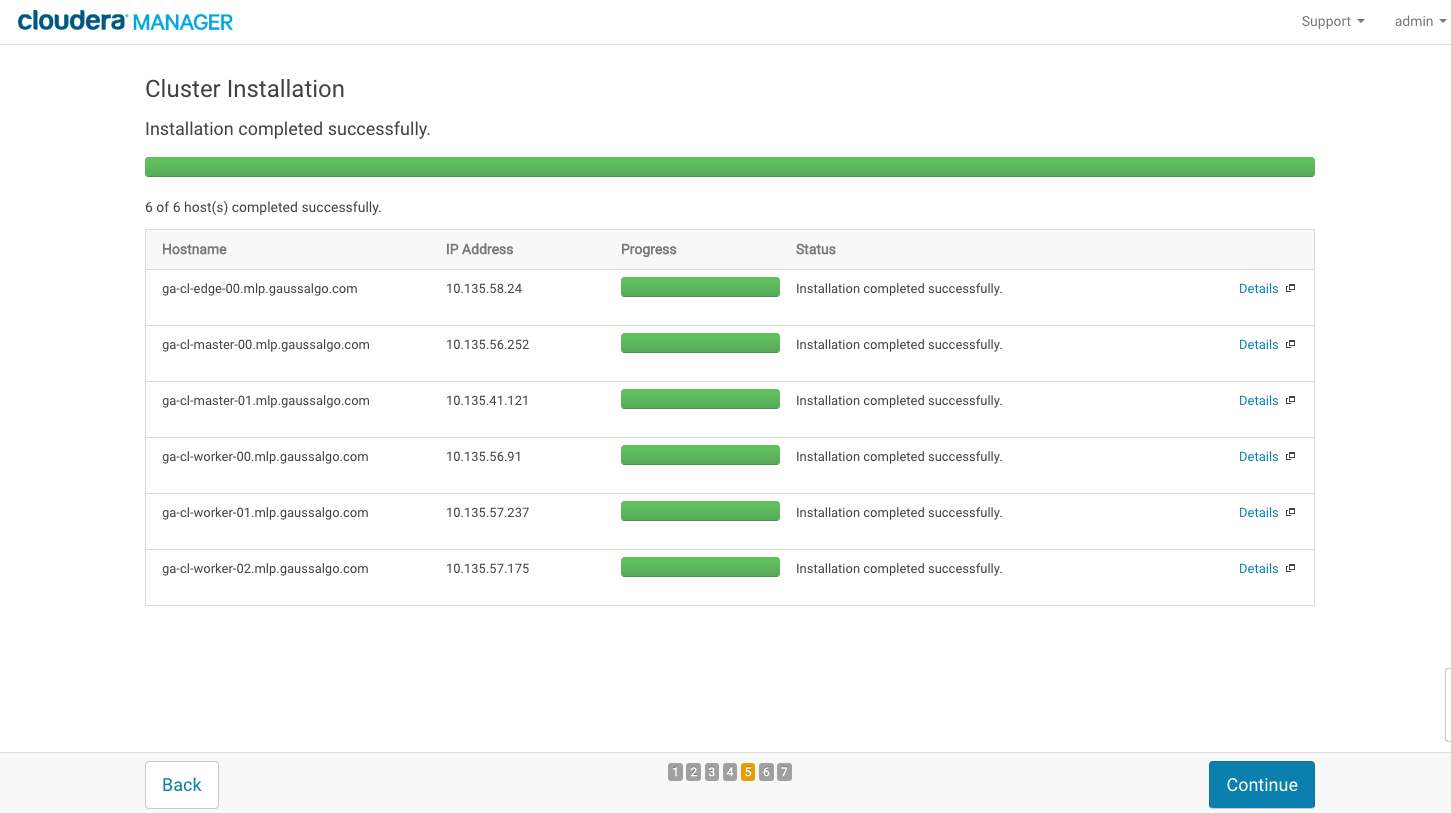 cloudera MANAGER Support admin
Cluster Installation
Installation completed successfully.
6 of 6 host(s) completed successfully.
Hostname IP Address Progress Status
ga-cl-edge-00.mlp.gaussalgo.com 10.135.58.24 Installation completed successfully. Details
ga-cl-master-00.mlp.gaussalgo.com 10.135.56.252 Installation completed successfully. Details
ga-cl-master-01.mlp.gaussalgo.com 10.135.41.121 Installation completed successfully. Details
ga-cl-worker-00.mlp.gaussalgo.com 10.135.56.91 Installation completed successfully. Details
ga-cl-worker-01.mlp.gaussalgo.com 10.135.57.237 Installation completed successfully. Details
ga-cl-worker-02.mlp.gaussalgo.com 10.135.57.175 Installation completed successfully. Details
Back 1 2 3 4 5 6 7 Continue